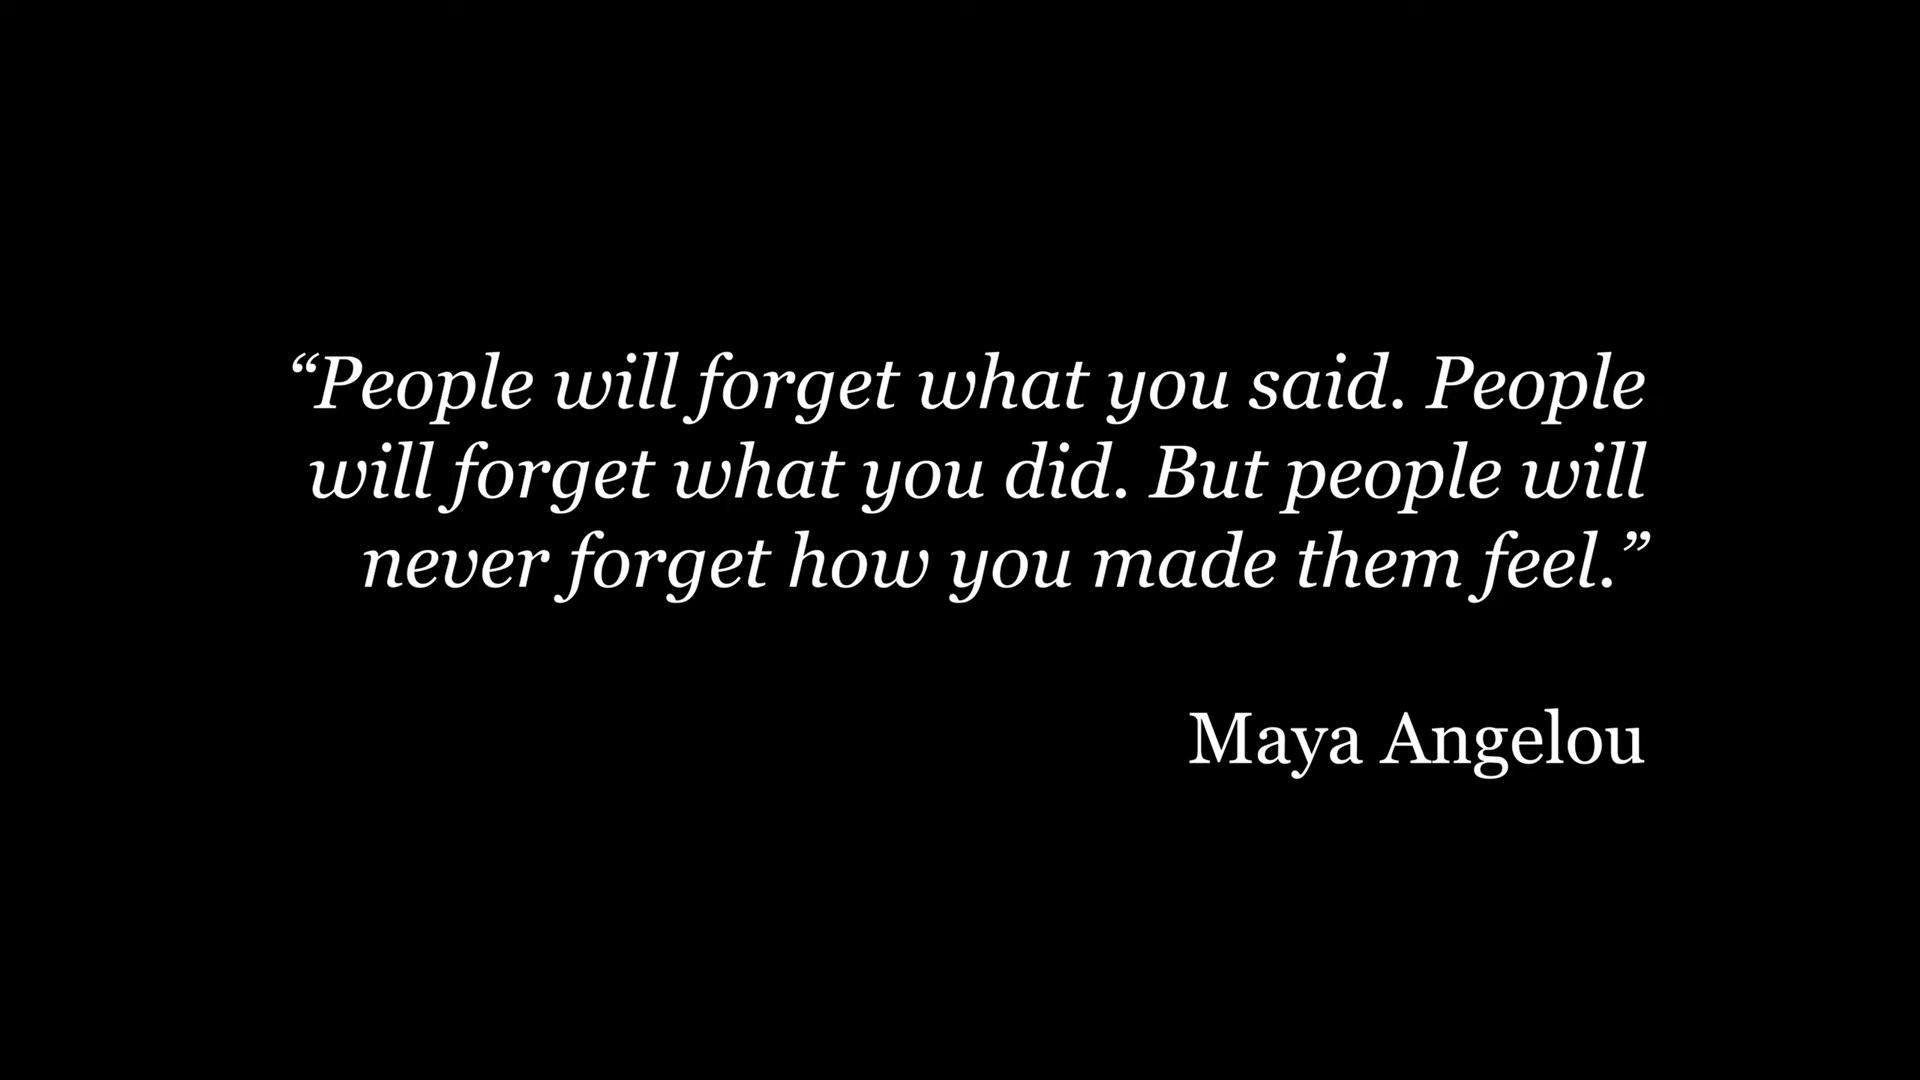 “People will forget what you said. People
will forget what you did. But people will
never forget how you made them feel.”
Maya Angelou